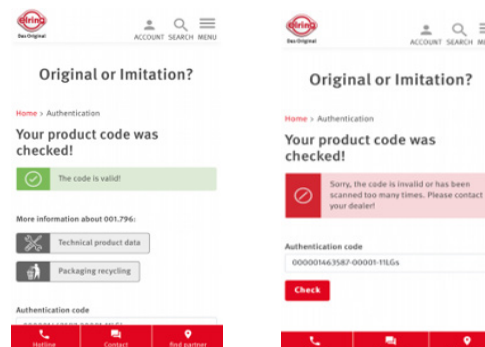 elring
Das Original
ACCOUNT SEARCH MENU
Original or Imitation?
Home > Authentication
Your product code was
checked!
The code is valid!
More information about 001.796:
Technical product data
Packaging recycling
Authentication code
Hotline
Contact
find partner
elring
Das Original
ACCOUNT SEARCH
Original or Imitation?
Home > Authentication
Your product code was
checked!
Sorry, the code is invalid or has been
scanned too many times. Please contact
your dealer!
Authentication code
000001463587-00001-11LGs
Check